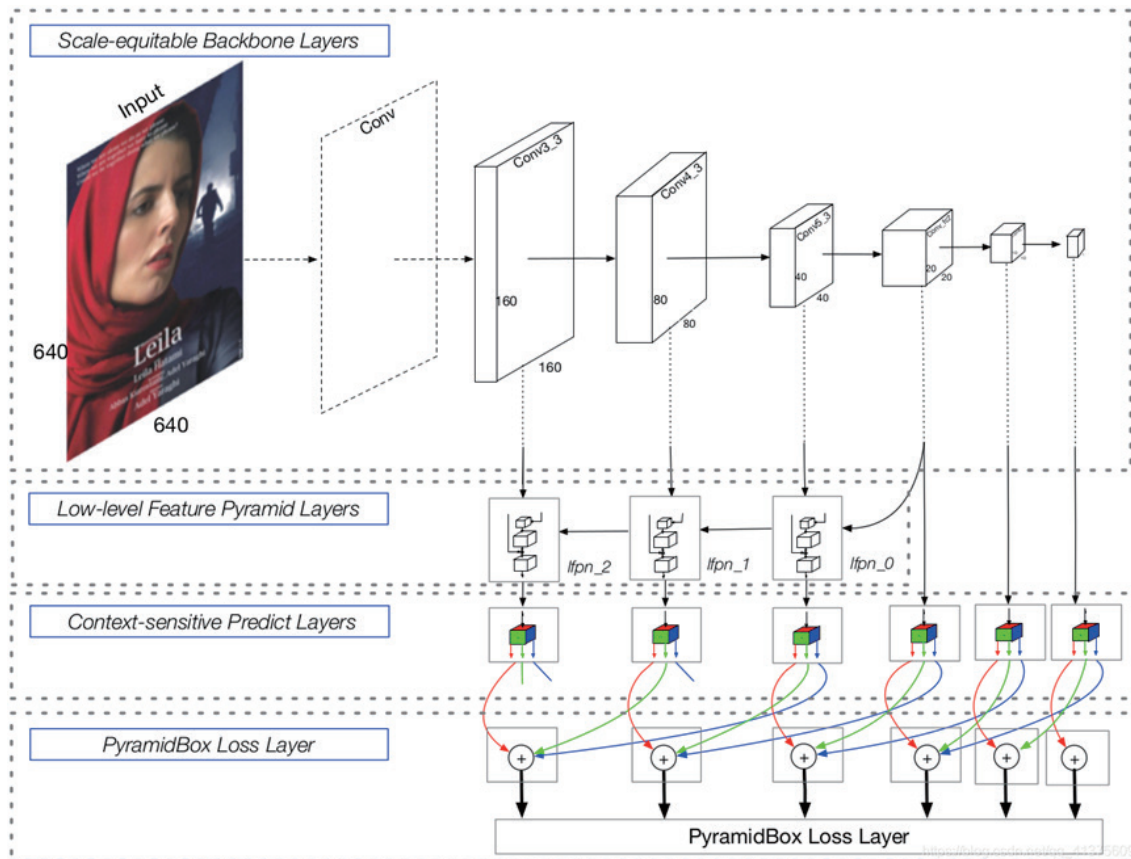 Scale-equitable Backbone Layers
Input
Conv
Conv3_3
Conv4_3
Conv5_3
160
80
40
20
20
40
80
160
Leila
Leila Hatami
640
640
Low-level Feature Pyramid Layers
lfpn_2
lfpn_1
lfpn_0
Context-sensitive Predict Layers
PyramidBox Loss Layer
+
+
+
+
+
+
PyramidBox Loss Layer